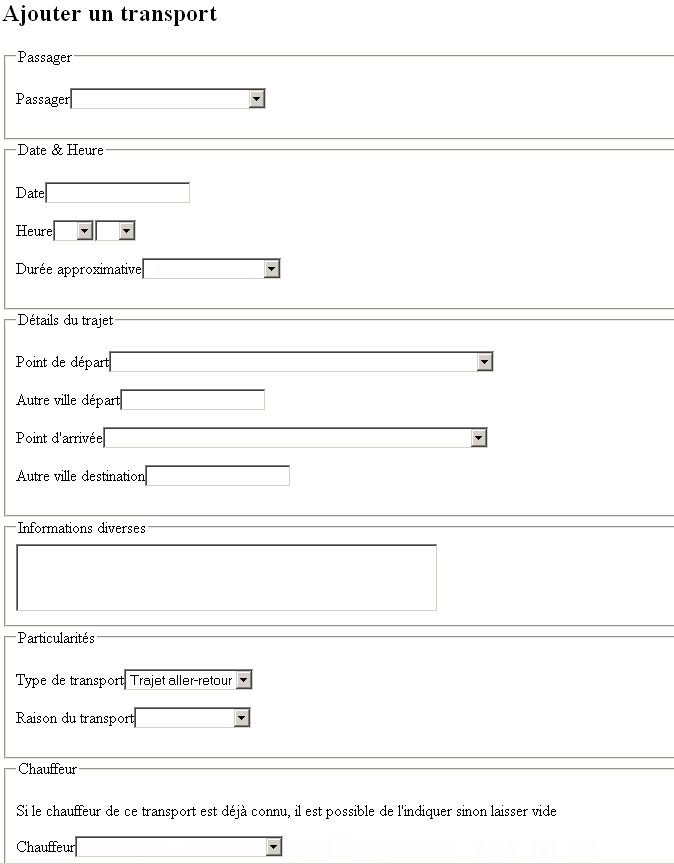 Ajouter un transport
Passager
Passager
Date & Heure
Date
Heure
Durée approximative
Détails du trajet
Point de départ
Autre ville départ
Point d'arrivée
Autre ville destination
Informations diverses
Particularités
Type de transport Trajet aller-retour
Raison du transport
Chauffeur
Si le chauffeur de ce transport est déjà connu, il est possible de l'indiquer sinon laisser vide
Chauffeur